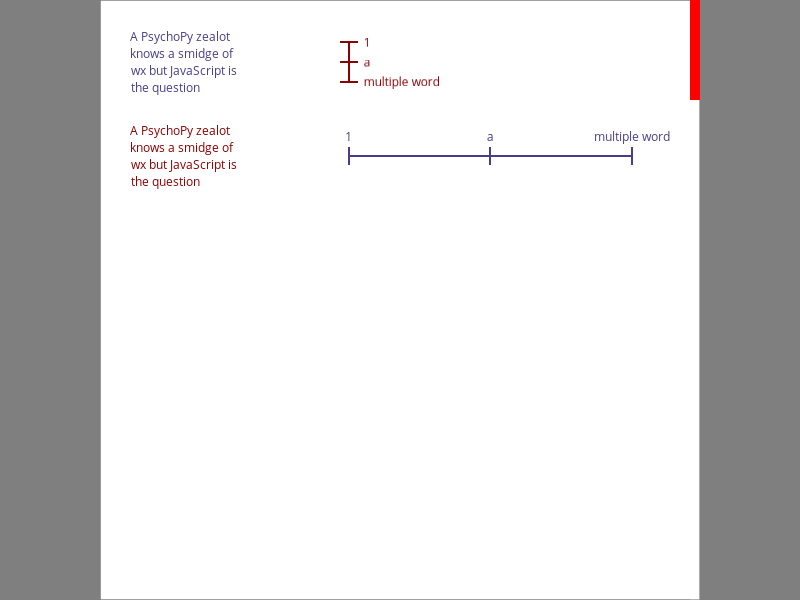 A PsychoPy zealot
knows a smidge of
wx but JavaScript is
the question
1
a
multiple word
A PsychoPy zealot
knows a smidge of
wx but JavaScript is
the question
1 a multiple word